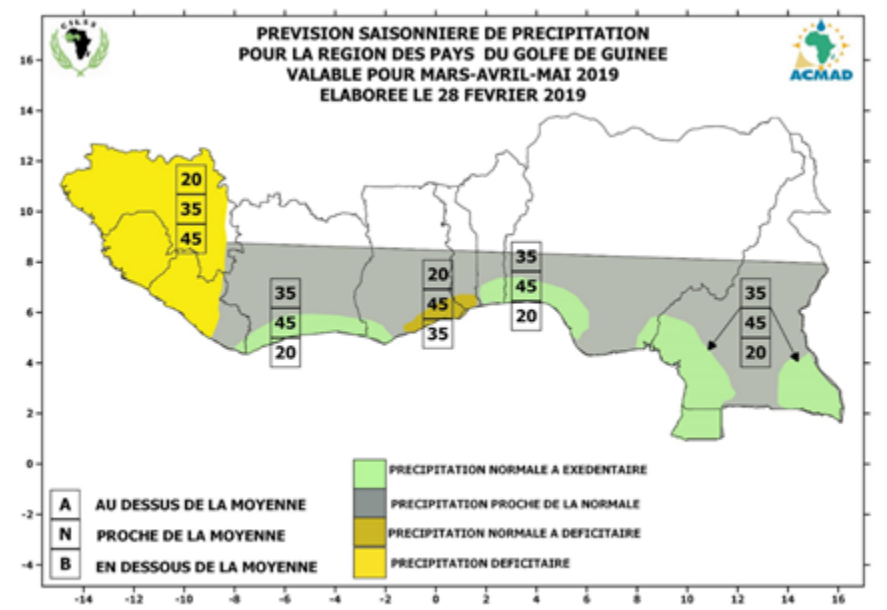 CILSS
PREVISION SAISONNIERE DE PRECIPITATION
POUR LA REGION DES PAYS DU GOLFE DE GUINEE
VALABLE POUR MARS-AVRIL-MAI 2019
ELABOREE LE 28 FEVRIER 2019
ACMAD
16
14
12
10
8
6
4
2
0
-2
-4
20
35
45
35
45
20
20
45
35
35
45
20
35
45
20
A AU DESSUS DE LA MOYENNE
N PROCHE DE LA MOYENNE
B EN DESSOUS DE LA MOYENNE
PRECIPITATION NORMALE A EXEDENTAIRE
PRECIPITATION PROCHE DE LA NORMALE
PRECIPITATION NORMALE A DEFICITAIRE
PRECIPITATION DEFICITAIRE
-14 -12 -10 -8 -6 -4 -2 0 2 4 6 8 10 12 14 16